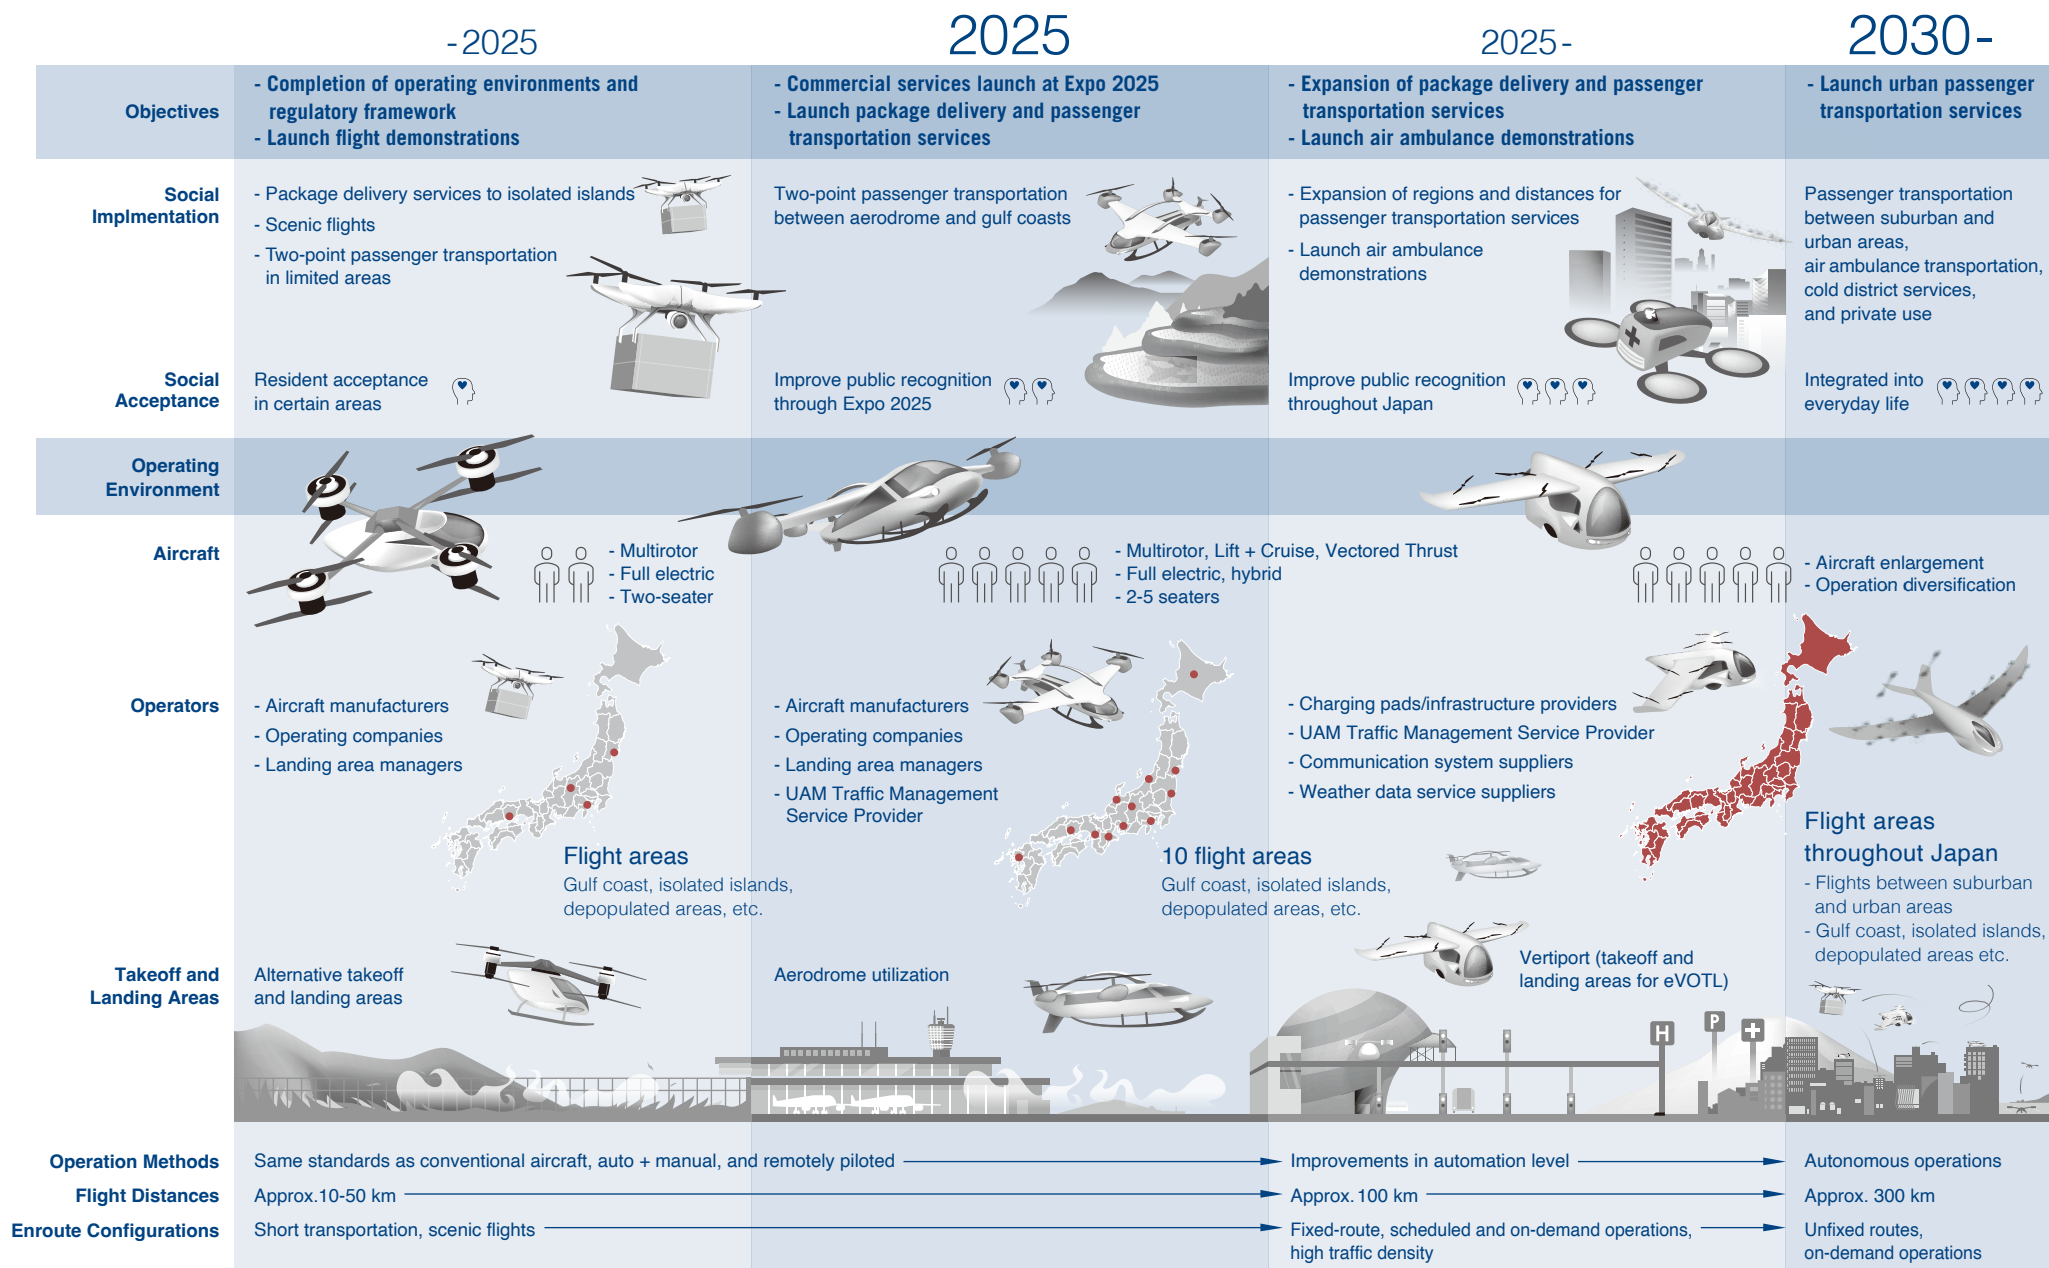 -2025
2025
2025-
2030-
Objectives
- Completion of operating environments and
regulatory framework
- Launch flight demonstrations
- Commercial services launch at Expo 2025
- Launch package delivery and passenger
transportation services
- Expansion of package delivery and passenger
transportation services
- Launch air ambulance demonstrations
- Launch urban passenger
transportation services
Social
Implmentation
- Package delivery services to isolated islands
- Scenic flights
- Two-point passenger transportation
in limited areas
Two-point passenger transportation
between aerodrome and gulf coasts
- Expansion of regions and distances for
passenger transportation services
- Launch air ambulance
demonstrations
Passenger transportation
between suburban and
urban areas,
air ambulance transportation,
cold district services,
and private use
Social
Acceptance
Resident acceptance
in certain areas
Improve public recognition
through Expo 2025
Improve public recognition
throughout Japan
Integrated into
everyday life
Operating
Environment
Aircraft
- Multirotor
- Full electric
- Two-seater
- Multirotor, Lift + Cruise, Vectored Thrust
- Full electric, hybrid
- 2-5 seaters
- Aircraft enlargement
- Operation diversification
Operators
- Aircraft manufacturers
- Operating companies
- Landing area managers
- Aircraft manufacturers
- Operating companies
- Landing area managers
- UAM Traffic Management
Service Provider
- Charging pads/infrastructure providers
- UAM Traffic Management Service Provider
- Communication system suppliers
- Weather data service suppliers
Flight areas
Gulf coast, isolated islands,
depopulated areas, etc.
10 flight areas
Gulf coast, isolated islands,
depopulated areas, etc.
Flight areas
throughout Japan
- Flights between suburban
and urban areas
- Gulf coast, isolated islands,
depopulated areas etc.
Takeoff and
Landing Areas
Alternative takeoff
and landing areas
Aerodrome utilization
Vertiport (takeoff and
landing areas for eVOTL)
H
P
Operation Methods
Same standards as conventional aircraft, auto + manual, and remotely piloted
Improvements in automation level
Autonomous operations
Flight Distances
Approx.10-50 km
Approx. 100 km
Approx. 300 km
Enroute Configurations
Short transportation, scenic flights
Fixed-route, scheduled and on-demand operations,
high traffic density
Unfixed routes,
on-demand operations